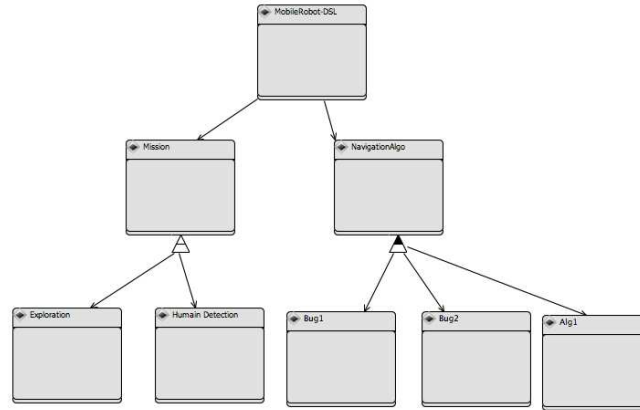 MobileRobot-DSL
Mission
NavigationAlgo
Exploration
Humain Detection
Bug1
Bug2
Alg1